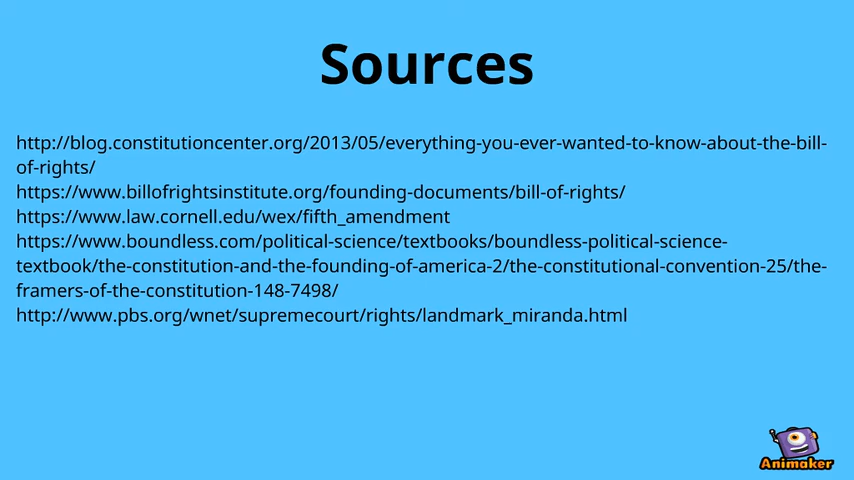 Sources
http://blog.constitutioncenter.org/2013/05/everything-you-ever-wanted-to-know-about-the-bill-
of-rights/
https://www.billofrightsinstitute.org/founding-documents/bill-of-rights/
https://www.law.cornell.edu/wex/fifth_amendment
https://www.boundless.com/political-science/textbooks/boundless-political-science-
textbook/the-constitution-and-the-founding-of-america-2/the-constitutional-convention-25/the-
framers-of-the-constitution-148-7498/
http://www.pbs.org/wnet/supremecourt/rights/landmark_miranda.html
Animaker